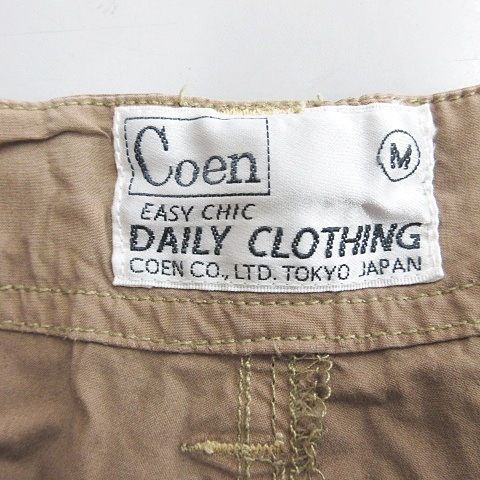 Coen M
EASY CHIC
DAILY CLOTHING
COEN CO., LTD. TOKYO JAPAN